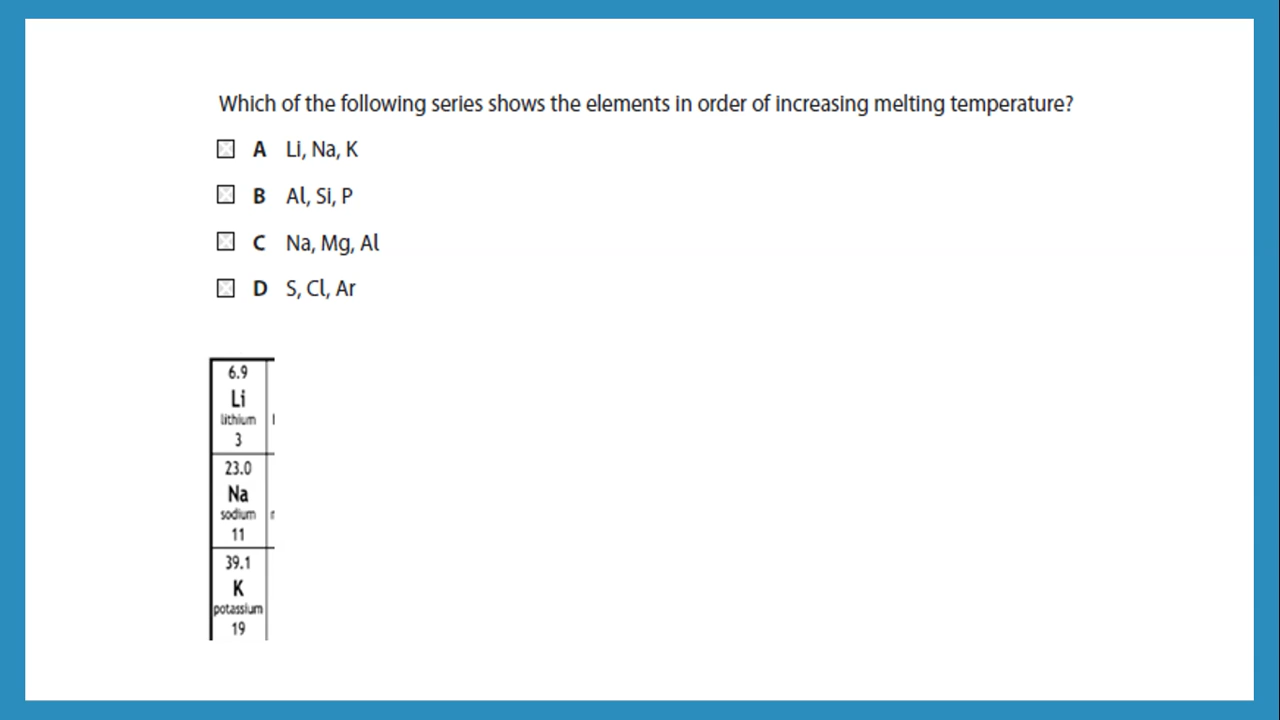 Which of the following series shows the elements in order of increasing melting temperature?
A Li, Na, K
B Al, Si, P
C Na, Mg, Al
D S, Cl, Ar
6.9
Li
lithium
3
23.0
Na
sodium
11
39.1
K
potassium
19